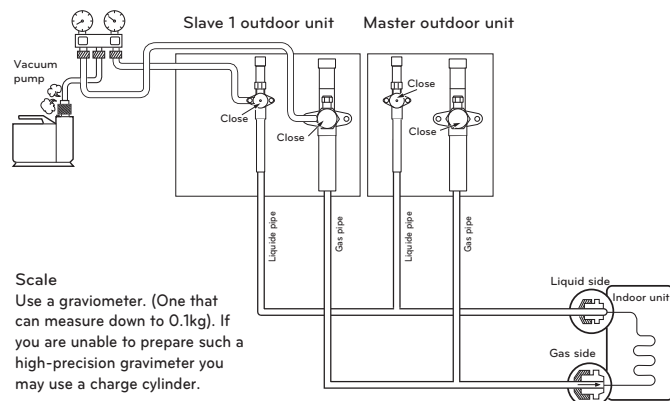 Slave 1 outdoor unit
Master outdoor unit
Vacuum
pump
Close
Close
Close
Close
Liquide pipe
Gas pipe
Liquide pipe
Gas pipe
Scale
Use a graviometer. (One that
can measure down to 0.1kg). If
you are unable to prepare such a
high-precision gravimeter you
may use a charge cylinder.
Liquid side
Indoor unit
Gas side